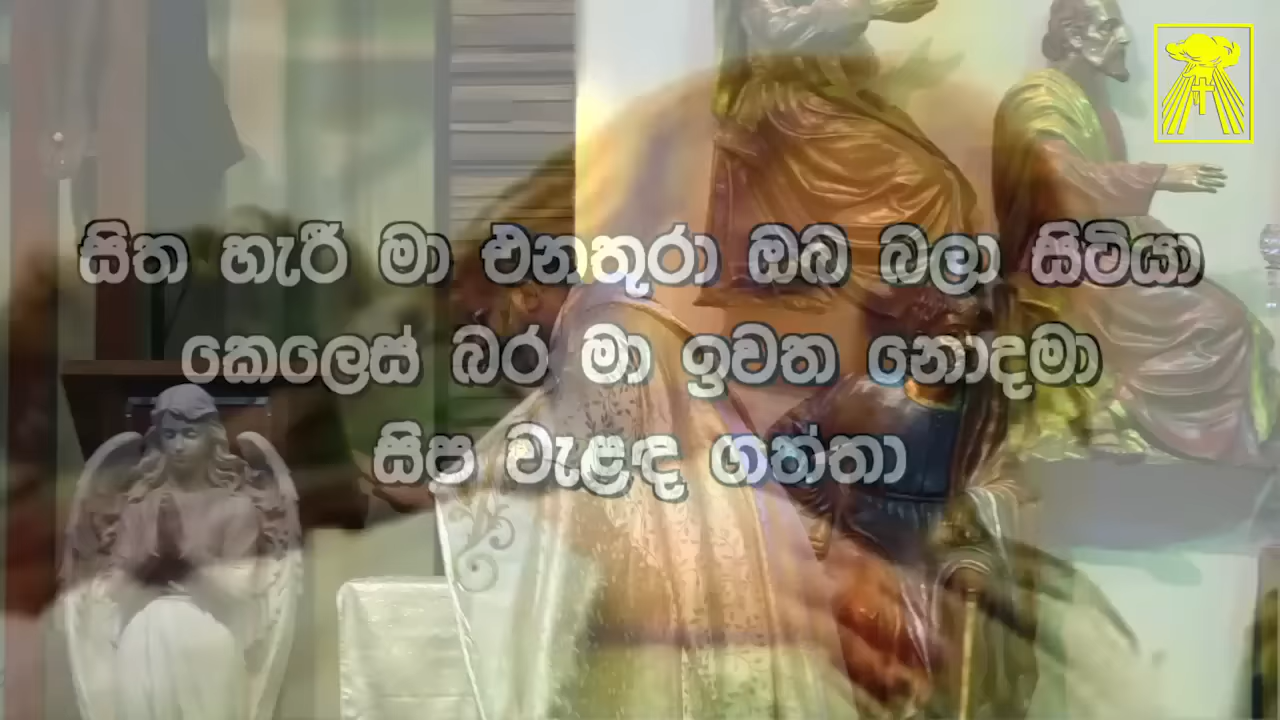 සිත හැරී මා එනතුරා ඔබ බලා සිටියා
කෙලෙස් බර මා ඉවත නොදමා
සිප වැළඳ ගත්තා